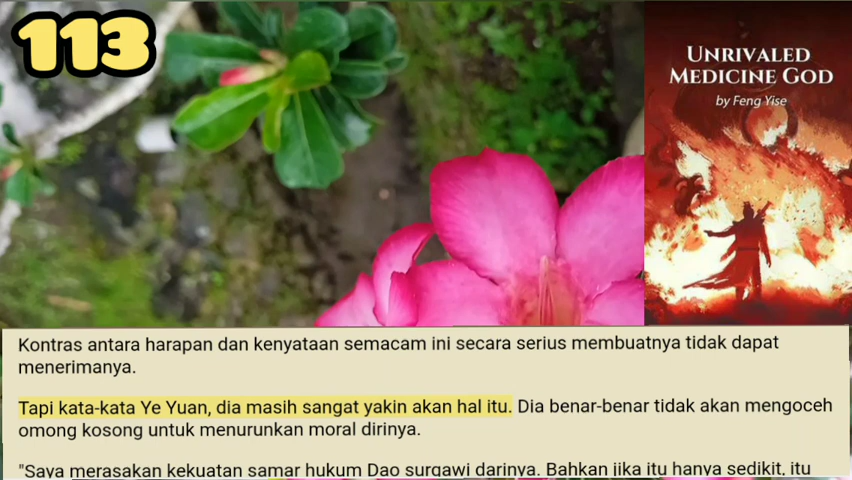 113
UNRIVALED
MEDICINE GOD
by Feng Yise
Kontras antara harapan dan kenyataan semacam ini secara serius membuatnya tidak dapat
menerimanya.
Tapi kata-kata Ye Yuan, dia masih sangat yakin akan hal itu. Dia benar-benar tidak akan mengoceh
omong kosong untuk menurunkan moral dirinya.
"Saya merasakan kekuatan samar hukum Dao surgawi darinya. Bahkan jika itu hanya sedikit, itu